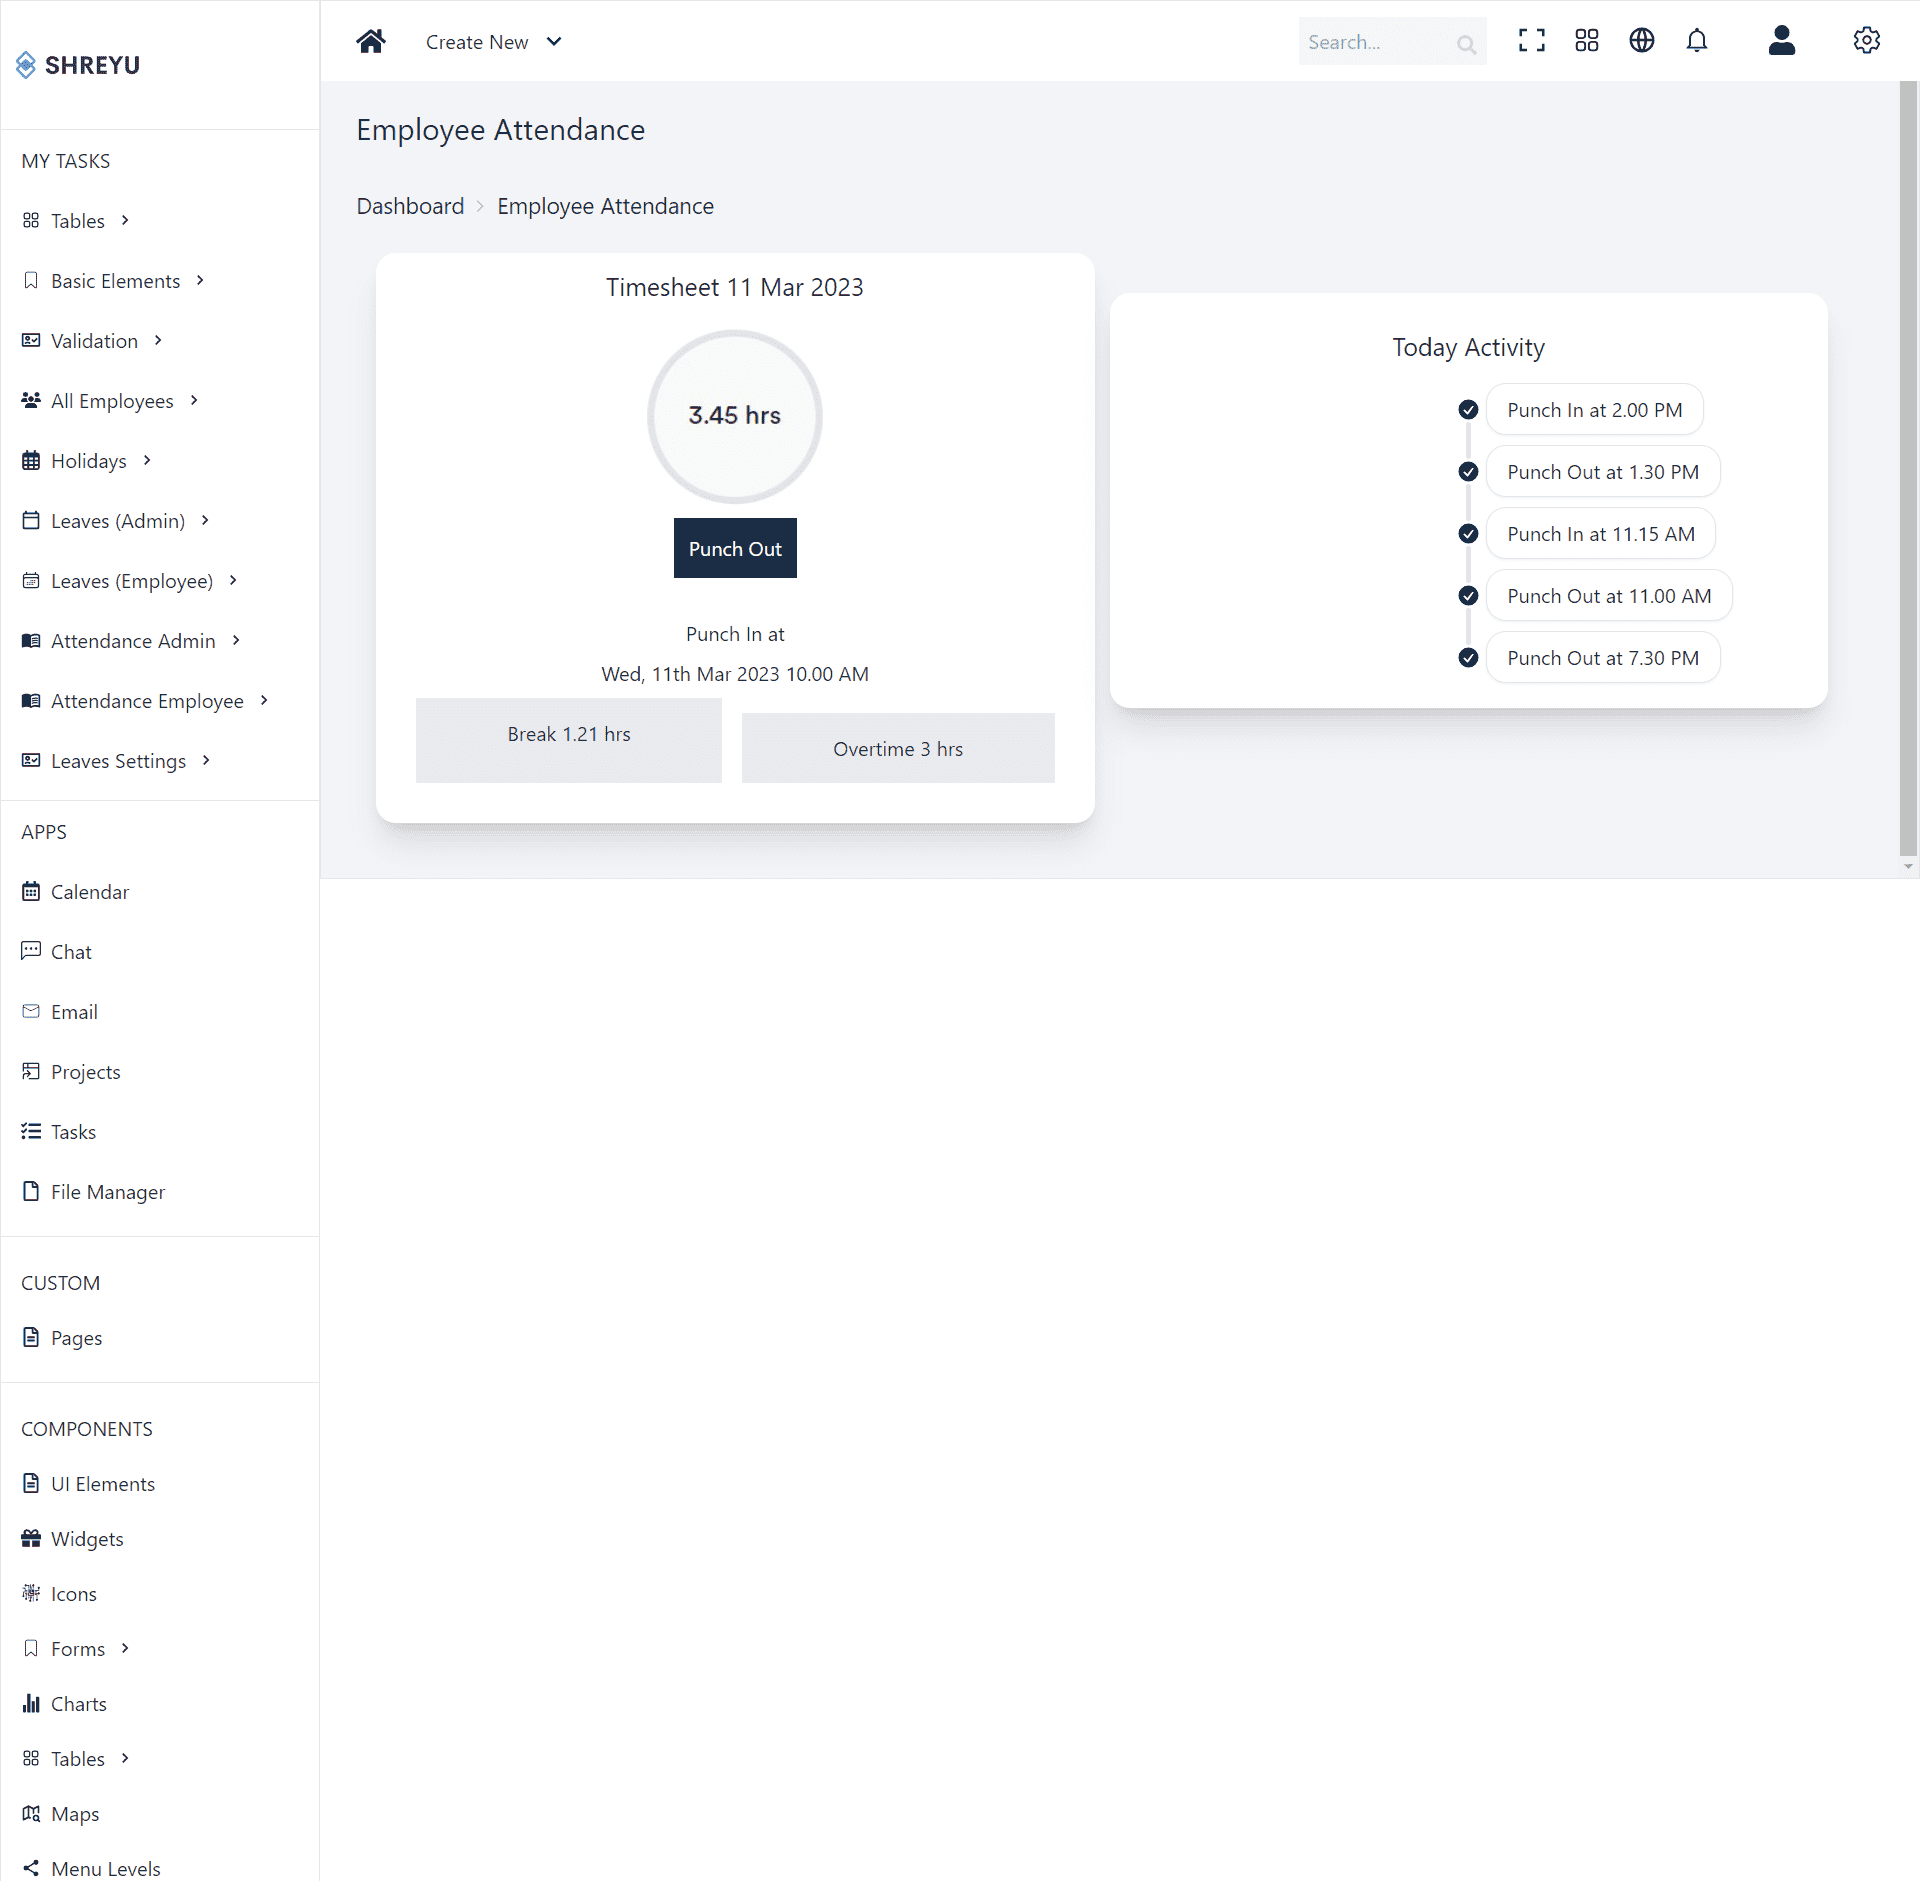 SHREYU
MY TASKS
Tables
Basic Elements
Validation
All Employees
Holidays
Leaves (Admin)
Leaves (Employee)
Attendance Admin
Attendance Employee
Leaves Settings
APPS
Calendar
Chat
Email
Projects
Tasks
File Manager
CUSTOM
Pages
COMPONENTS
UI Elements
Widgets
Icons
Forms
Charts
Tables
Maps
Menu Levels
Create New
Search...
Employee Attendance
Dashboard > Employee Attendance
Timesheet 11 Mar 2023
3.45 hrs
Punch Out
Punch In at
Wed, 11th Mar 2023 10.00 AM
Break 1.21 hrs
Overtime 3 hrs
Today Activity
Punch In at 2.00 PM
Punch Out at 1.30 PM
Punch In at 11.15 AM
Punch Out at 11.00 AM
Punch Out at 7.30 PM